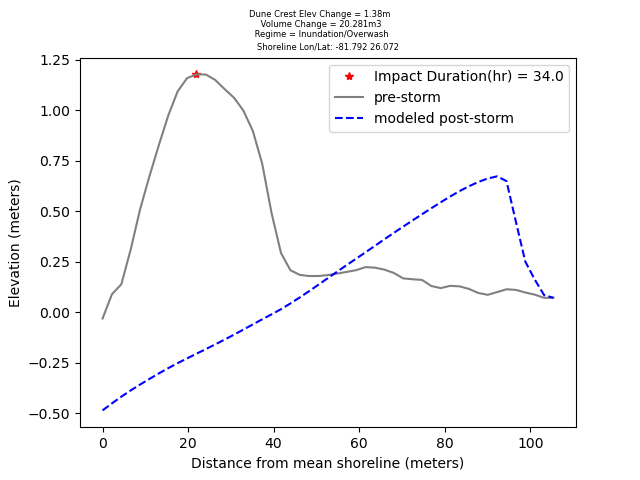 Dune Crest Elev Change = 1.38m
Volume Change = 20.281m3
Regime = Inundation/Overwash
Shoreline Lon/Lat: -81.792 26.072
Impact Duration(hr) = 34.0
pre-storm
modeled post-storm
1.25
1.00
0.75
0.50
0.25
0.00
−0.25
−0.50
Elevation (meters)
0 20 40 60 80 100
Distance from mean shoreline (meters)